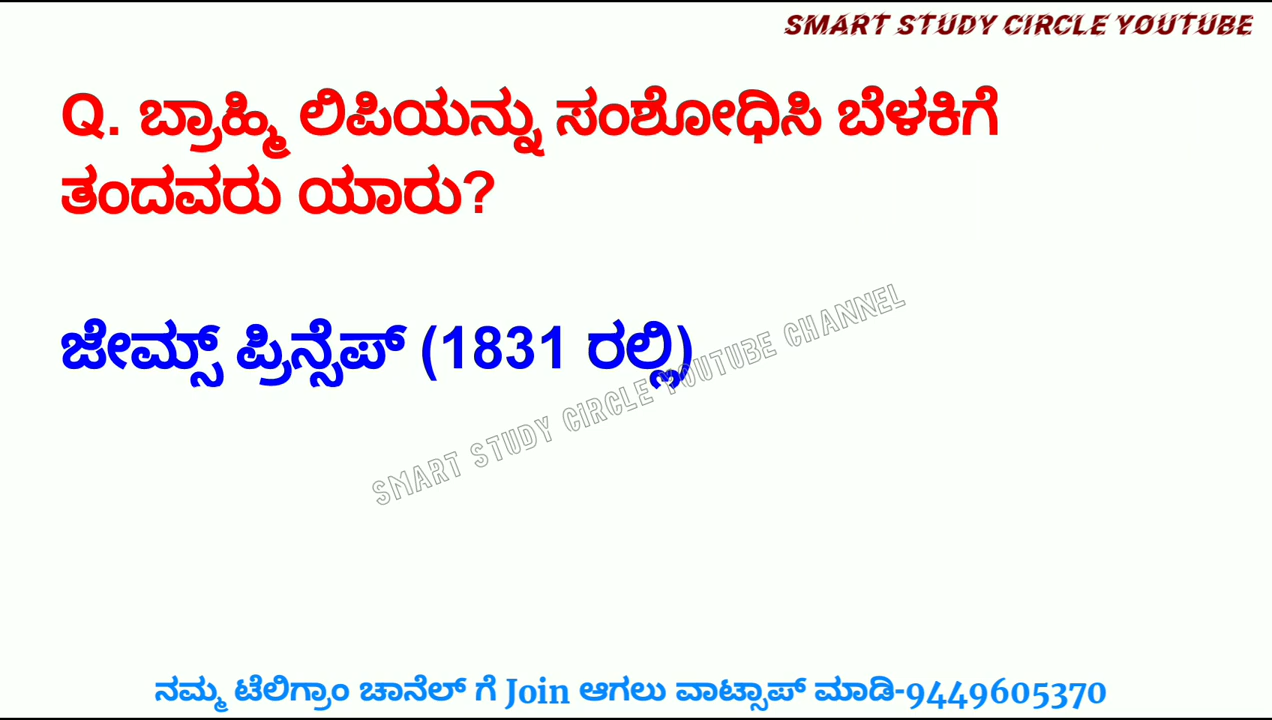 SMART STUDY CIRCLE YOUTUBE
Q. ಬ್ರಾಹ್ಮಿ ಲಿಪಿಯನ್ನು ಸಂಶೋಧಿಸಿ ಬೆಳಕಿಗೆ
ತಂದವರು ಯಾರು?
ಜೇಮ್ಸ್ ಪ್ರಿನ್ಸೆಪ್ (1831 ರಲ್ಲಿ)
SMART STUDY CIRCLE YOUTUBE CHANNEL
ನಮ್ಮ ಟೆಲಿಗ್ರಾಂ ಚಾನೆಲ್ ಗೆ Join ಆಗಲು ವಾಟ್ಸಾಪ್ ಮಾಡಿ-9449605370